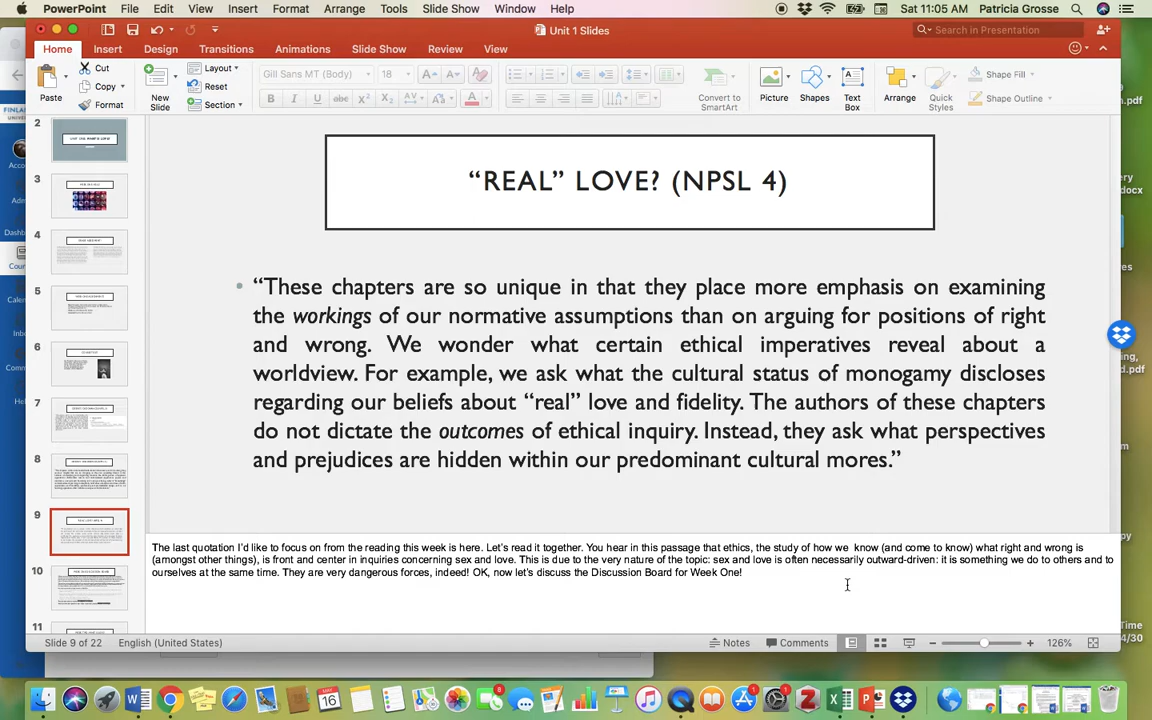 PowerPoint File Edit View Insert Format Arrange Tools Slide Show Window Help Sat 11:05 AM Patricia Grosse
Unit 1 Slides
Search in Presentation
Home Insert Design Transitions Animations Slide Show Review View
Paste
Cut
Copy
Format
New
Slide
Layout
Reset
Section
Gill Sans MT (Body) 18
Convert to
SmartArt
Picture
Shapes
Text
Box
Arrange
Quick
Styles
Shape Fill
Shape Outline
2
3
4
5
6
7
8
9
10
11
“REAL” LOVE? (NPSL 4)
• “These chapters are so unique in that they place more emphasis on examining
the workings of our normative assumptions than on arguing for positions of right
and wrong. We wonder what certain ethical imperatives reveal about a
worldview. For example, we ask what the cultural status of monogamy discloses
regarding our beliefs about “real” love and fidelity. The authors of these chapters
do not dictate the outcomes of ethical inquiry. Instead, they ask what perspectives
and prejudices are hidden within our predominant cultural mores.”
The last quotation I'd like to focus on from the reading this week is here. Let's read it together. You hear in this passage that ethics, the study of how we know (and come to know) what right and wrong is
(amongst other things), is front and center in inquiries concerning sex and love. This is due to the very nature of the topic: sex and love is often necessarily outward-driven: it is something we do to others and to
ourselves at the same time. They are very dangerous forces, indeed! OK, now let's discuss the Discussion Board for Week One!
Slide 9 of 22 English (United States) Notes Comments 126%